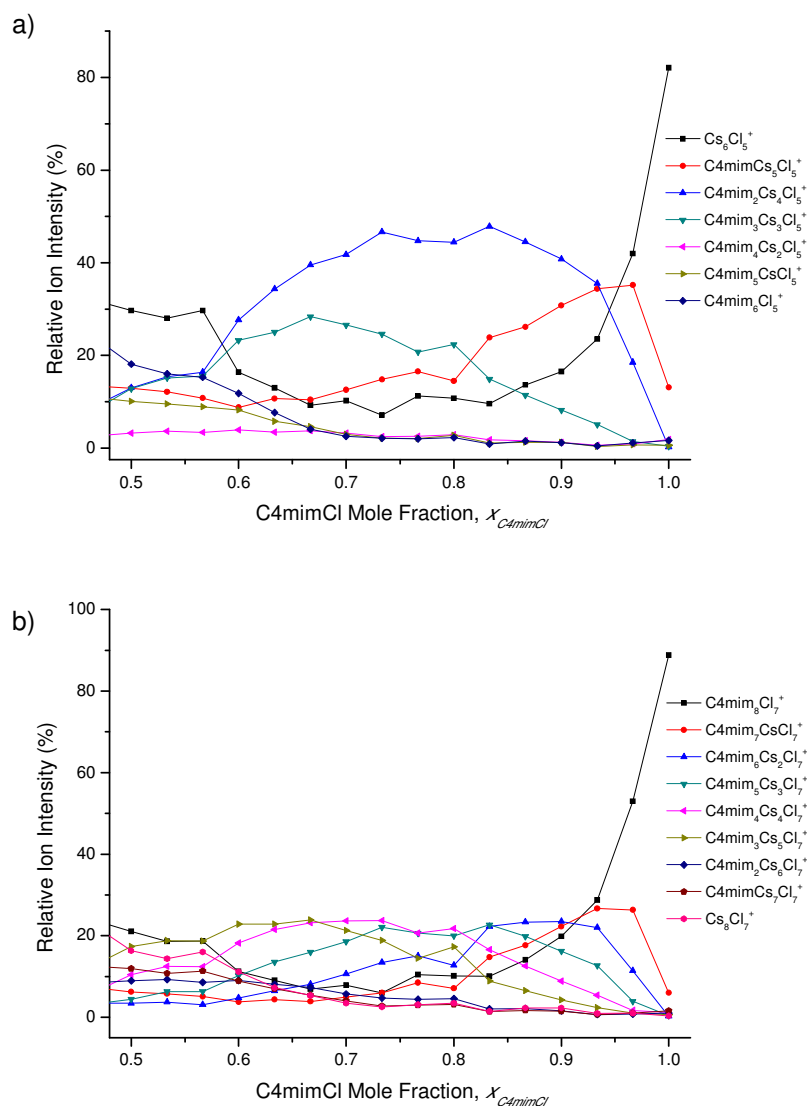 a)
80
60
40
20
0
Relative Ion Intensity (%)
0.5 0.6 0.7 0.8 0.9 1.0
C4mimCl Mole Fraction, x_C4mimCl
Cs₆Cl₅⁺
C4mimCs₅Cl₅⁺
C4mim₂Cs₄Cl₅⁺
C4mim₃Cs₃Cl₅⁺
C4mim₄Cs₂Cl₅⁺
C4mim₅CsCl₅⁺
C4mim₆Cl₅⁺
b)
100
80
60
40
20
0
Relative Ion Intensity (%)
0.5 0.6 0.7 0.8 0.9 1.0
C4mimCl Mole Fraction, x_C4mimCl
C4mim₈Cl₇⁺
C4mim₇CsCl₇⁺
C4mim₆Cs₂Cl₇⁺
C4mim₅Cs₃Cl₇⁺
C4mim₄Cs₄Cl₇⁺
C4mim₃Cs₅Cl₇⁺
C4mim₂Cs₆Cl₇⁺
C4mimCs₇Cl₇⁺
Cs₈Cl₇⁺